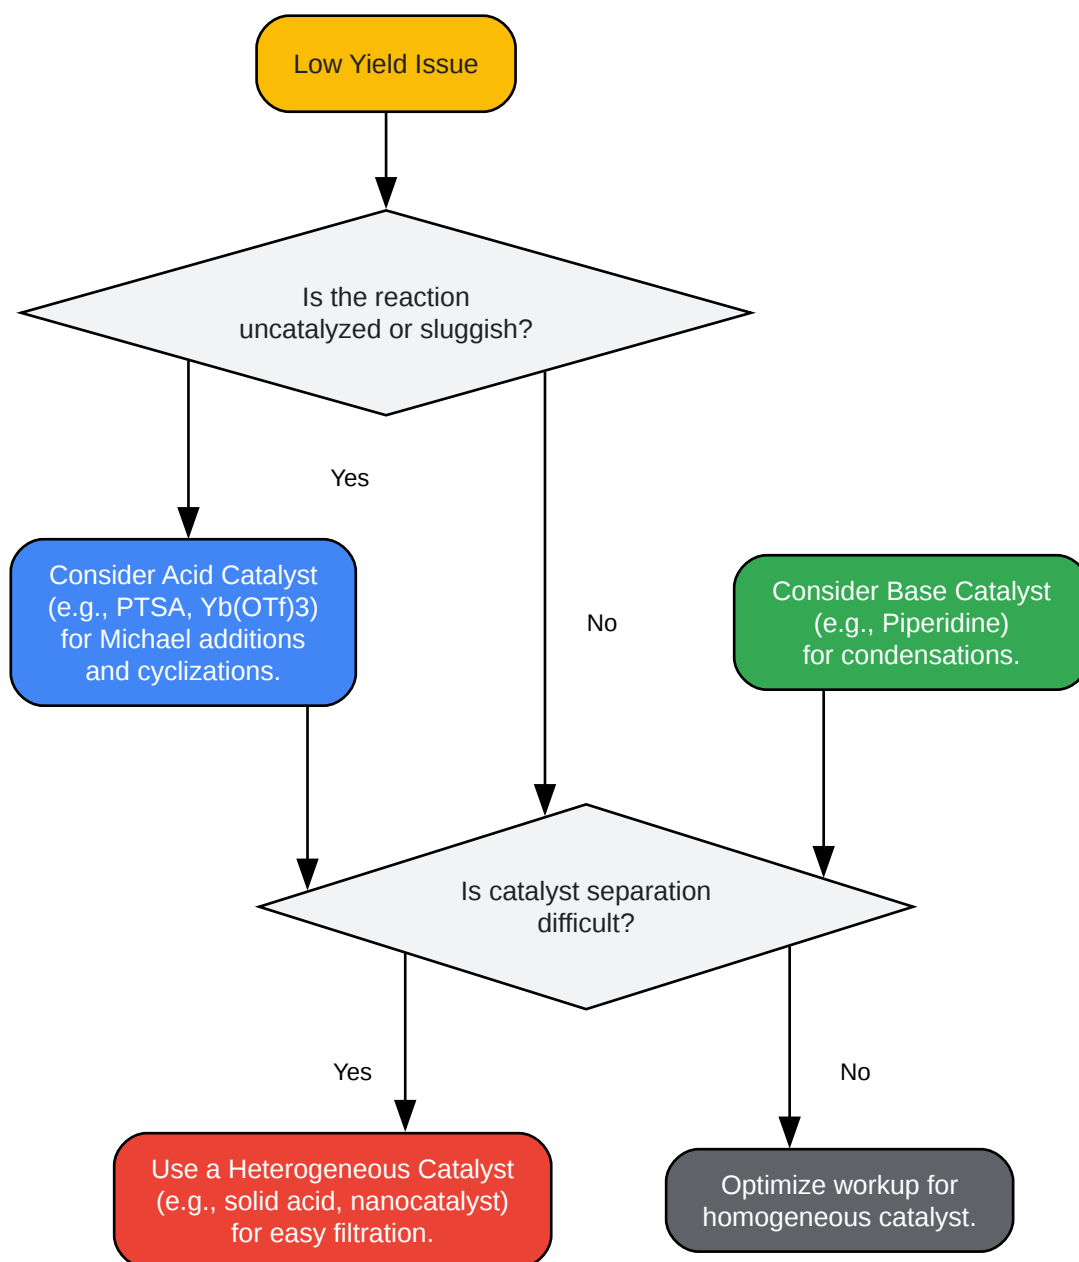 Low Yield Issue
Is the reaction
uncatalyzed or sluggish?
Yes
Consider Acid Catalyst
(e.g., PTSA, Yb(OTf)3)
for Michael additions
and cyclizations.
No
Consider Base Catalyst
(e.g., Piperidine)
for condensations.
Is catalyst separation
difficult?
Yes
No
Use a Heterogeneous Catalyst
(e.g., solid acid, nanocatalyst)
for easy filtration.
Optimize workup for
homogeneous catalyst.